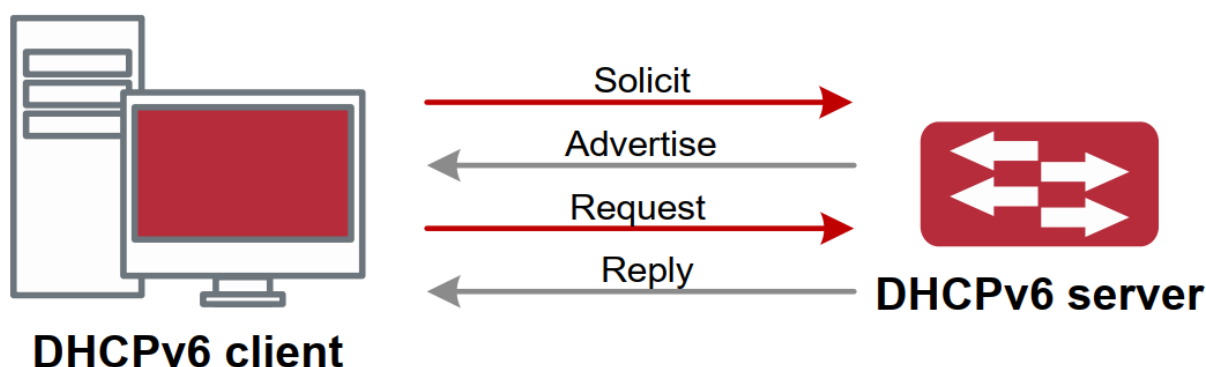 Solicit
Advertise
Request
Reply
DHCPv6 client
DHCPv6 server